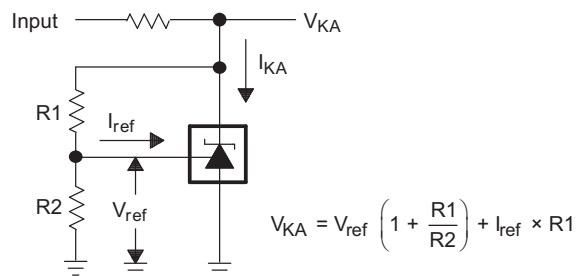 Input
V_KA
I_KA
R1
I_ref
R2
V_ref
V_KA = V_ref (1 + R1/R2) + I_ref × R1